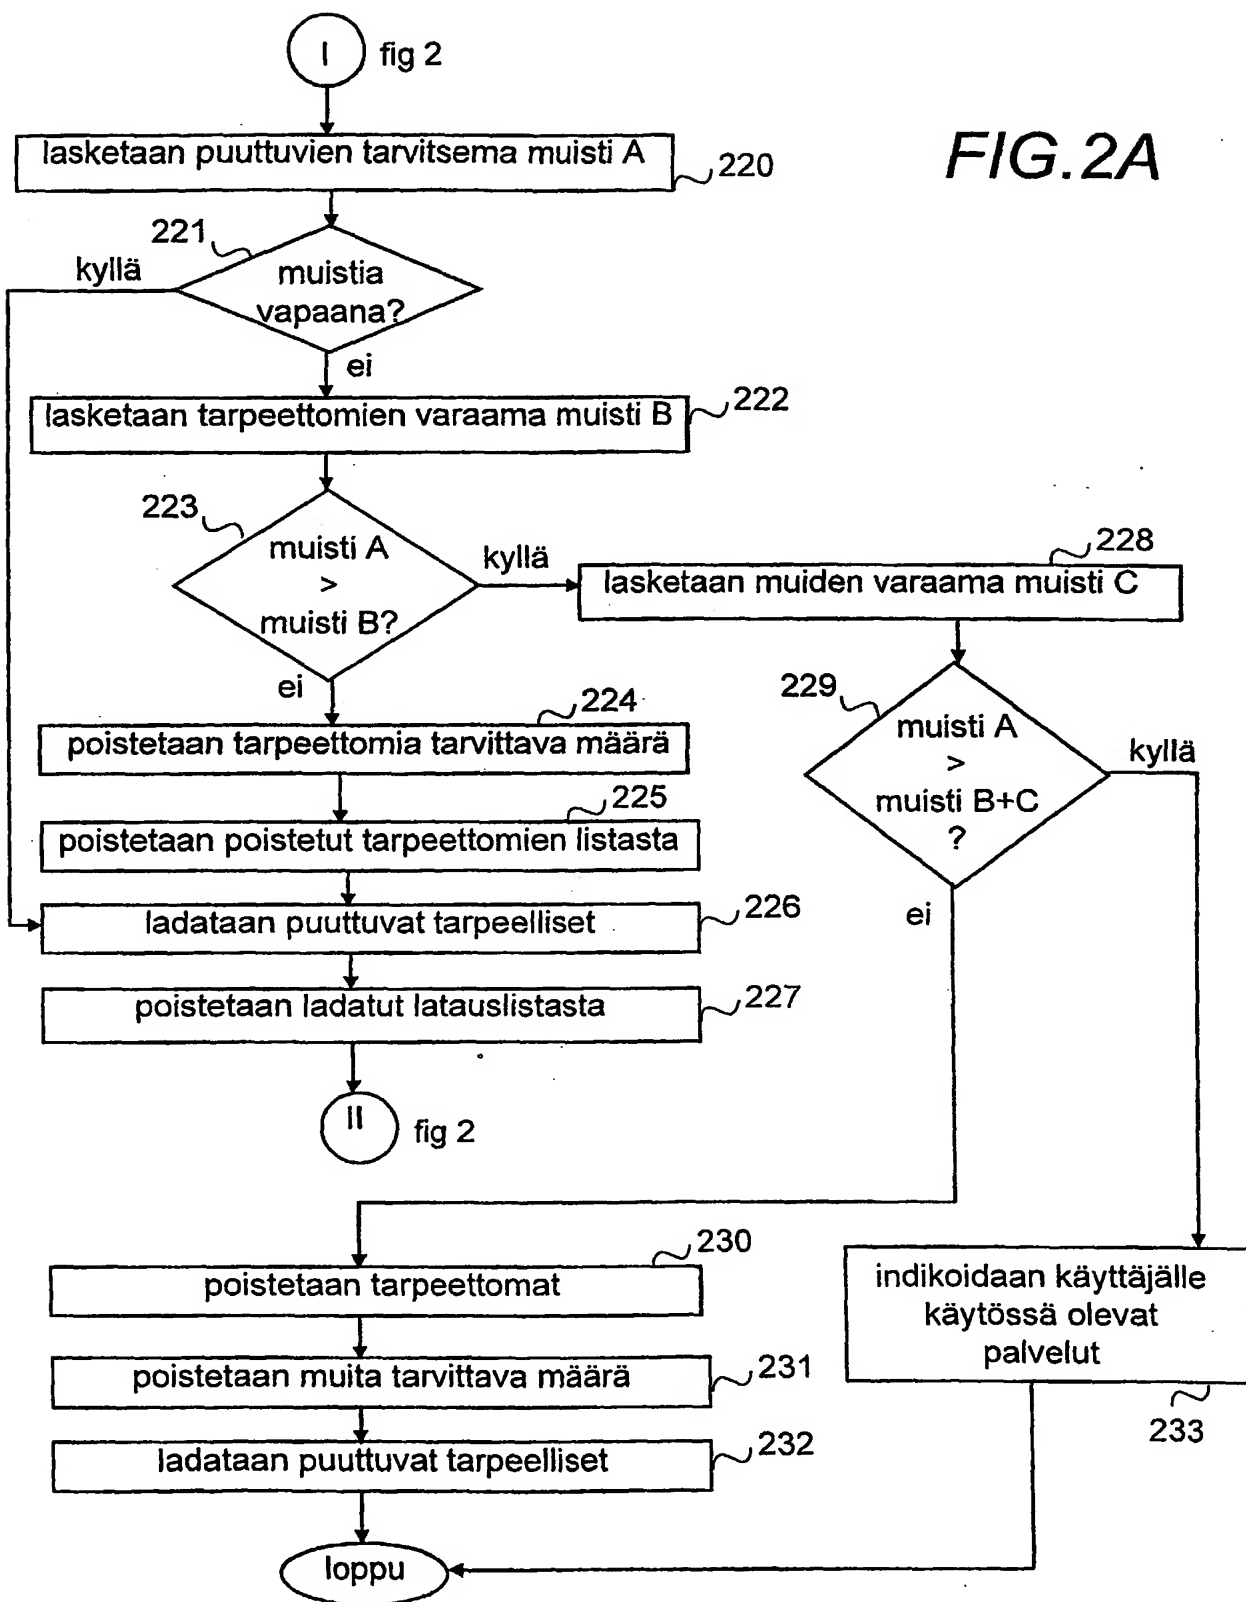 I
fig 2
FIG.2A
lasketaan puuttuvien tarvitsema muisti A
220
221
kyllä
muistia
vapaana?
ei
lasketaan tarpeettomien varaama muisti B
222
223
muisti A
>
muisti B?
kyllä
ei
228
lasketaan muiden varaama muisti C
229
muisti A
>
muisti B+C
?
kyllä
ei
224
poistetaan tarpeettomia tarvittava määrä
225
poistetaan poistetut tarpeettomien listasta
ladataan puuttuvat tarpeelliset
226
poistetaan ladatut latauslistasta
227
II
fig 2
230
poistetaan tarpeettomat
poistetaan muita tarvittava määrä
231
ladataan puuttuvat tarpeelliset
232
indikoidaan käyttäjälle
käytössä olevat
palvelut
233
loppu